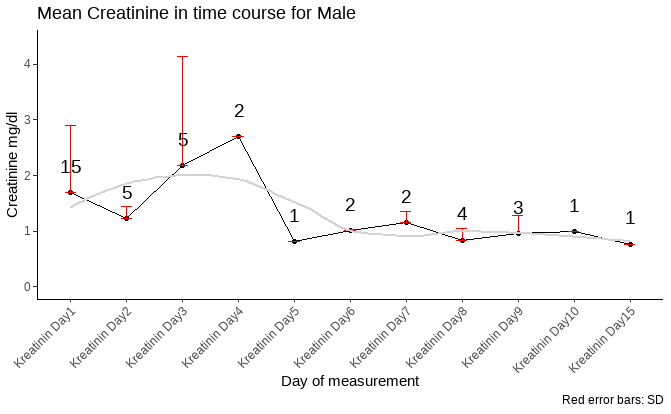 Mean Creatinine in time course for Male
Creatinine mg/dl
4
3
2
1
0
15
5
5
2
1
2
2
4
3
1
1
Kreatinin Day1
Kreatinin Day2
Kreatinin Day3
Kreatinin Day4
Kreatinin Day5
Kreatinin Day6
Kreatinin Day7
Kreatinin Day8
Kreatinin Day9
Kreatinin Day10
Kreatinin Day15
Day of measurement
Red error bars: SD